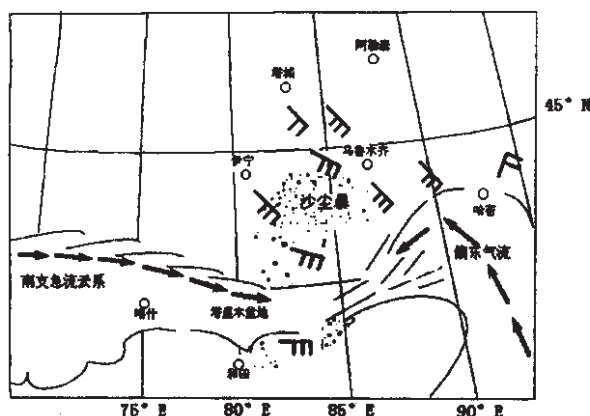 阿勒泰
塔城
45° N
乌鲁木齐
伊宁
沙尘暴
哈密
偏东气流
南支急流云系
喀什
塔里木盆地
和田
75° E
80° E
85° E
90° E